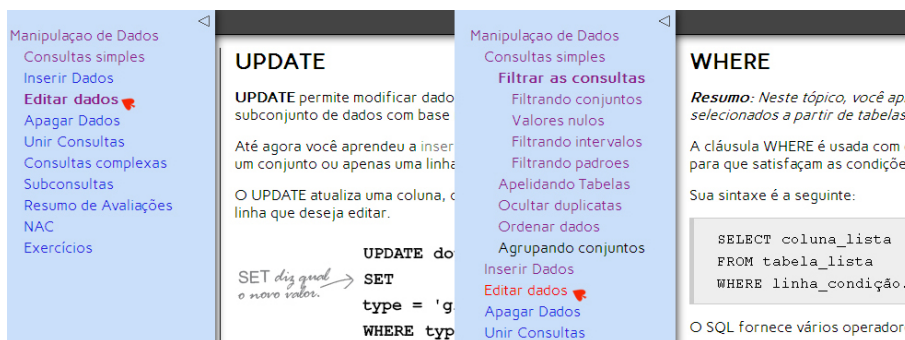 Manipulaçao de Dados
Consultas simples
Inserir Dados
Editar dados
Apagar Dados
Unir Consultas
Consultas complexas
Subconsultas
Resumo de Avaliações
NAC
Exercícios
UPDATE
UPDATE permite modificar dado
subconjunto de dados com base
Até agora você aprendeu a inser
um conjunto ou apenas uma linha
O UPDATE atualiza uma coluna, c
linha que deseja editar.
UPDATE do
SET diz qual
o novo valor.
SET
type = 'g
WHERE typ
Manipulaçao de Dados
Consultas simples
Filtrar as consultas
Filtrando conjuntos
Valores nulos
Filtrando intervalos
Filtrando padroes
Apelidando Tabelas
Ocultar duplicatas
Ordenar dados
Agrupando conjuntos
Inserir Dados
Editar dados
Apagar Dados
Unir Consultas
WHERE
Resumo: Neste tópico, você ap
selecionados a partir de tabelas
A cláusula WHERE é usada com
para que satisfaçam as condiçõe
Sua sintaxe é a seguinte:
SELECT coluna_lista
FROM tabela_lista
WHERE linha_condição.
O SQL fornece vários operador